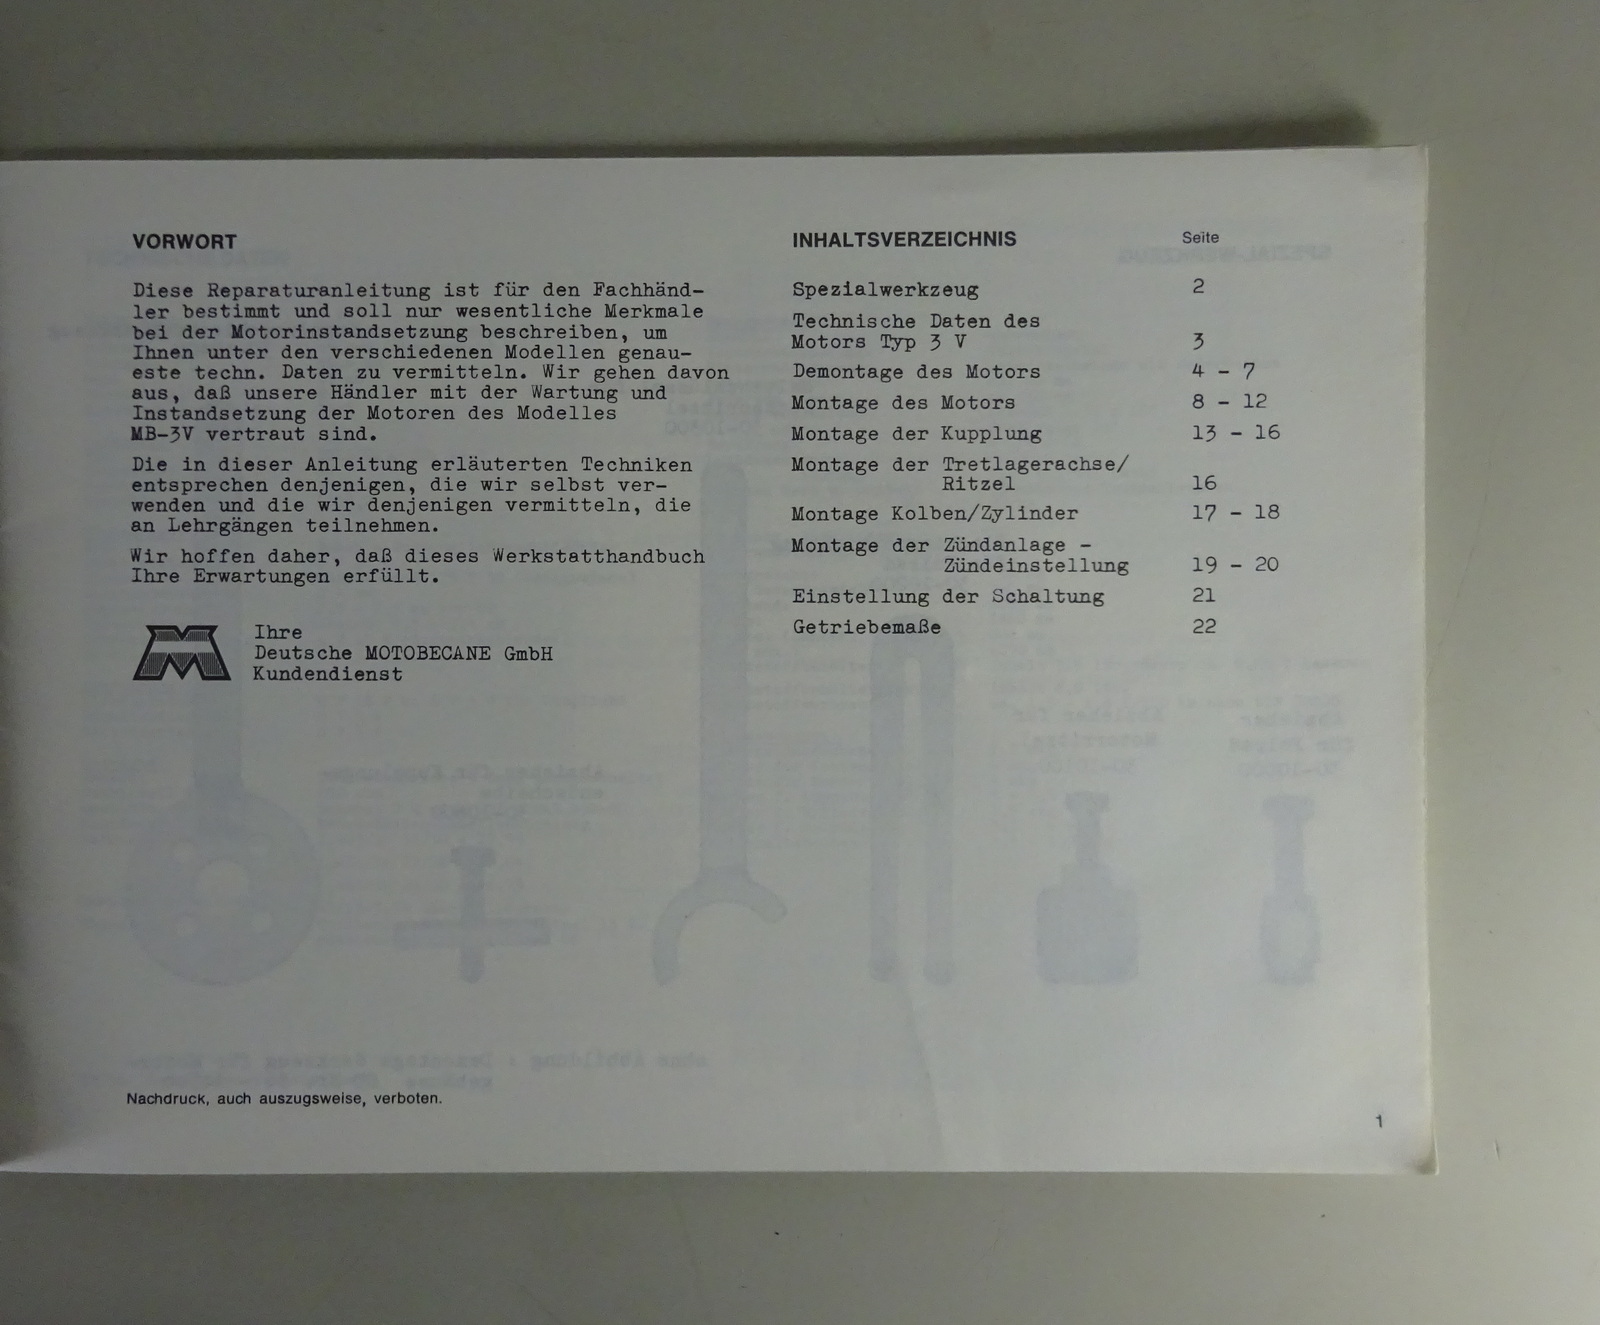 VORWORT
Diese Reparaturanleitung ist für den Fachhänd-
ler bestimmt und soll nur wesentliche Merkmale
bei der Motorinstandsetzung beschreiben, um
Ihnen unter den verschiedenen Modellen genau-
este techn. Daten zu vermitteln. Wir gehen davon
aus, daß unsere Händler mit der Wartung und
Instandsetzung der Motoren des Modelles
MB-3V vertraut sind.
Die in dieser Anleitung erläuterten Techniken
entsprechen denjenigen, die wir selbst ver-
wenden und die wir denjenigen vermitteln, die
an Lehrgängen teilnehmen.
Wir hoffen daher, daß dieses Werkstatthandbuch
Ihre Erwartungen erfüllt.
Ihre
Deutsche MOTOBECANE GmbH
Kundendienst
Nachdruck, auch auszugsweise, verboten.
INHALTSVERZEICHNIS Seite
Spezialwerkzeug 2
Technische Daten des
Motors Typ 3 V 3
Demontage des Motors 4 - 7
Montage des Motors 8 - 12
Montage der Kupplung 13 - 16
Montage der Tretlagerachse/
Ritzel 16
Montage Kolben/Zylinder 17 - 18
Montage der Zündanlage -
Zündeinstellung 19 - 20
Einstellung der Schaltung 21
Getriebemaße 22
1